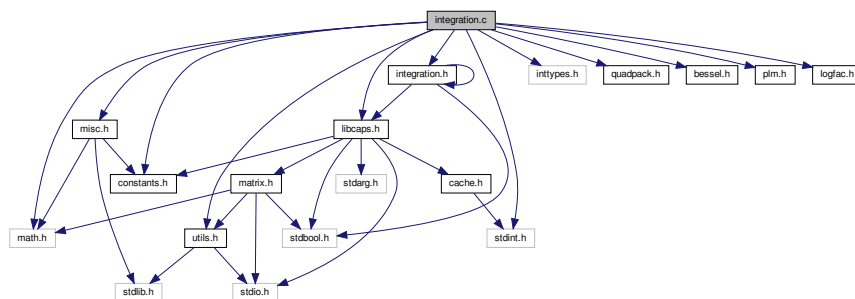 integration.c
integration.h
inttypes.h
quadpack.h
bessel.h
plm.h
logfac.h
misc.h
libcaps.h
constants.h
matrix.h
stdarg.h
cache.h
math.h
utils.h
stdbool.h
stdint.h
stdlib.h
stdio.h